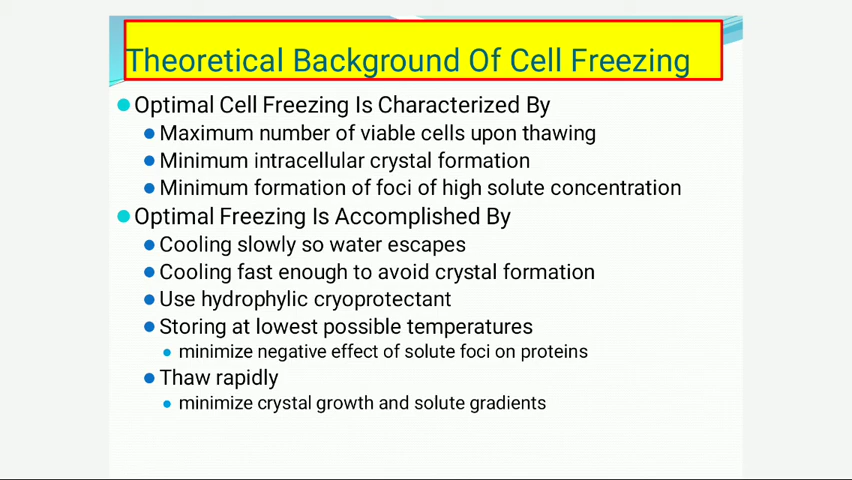 Theoretical Background Of Cell Freezing
Optimal Cell Freezing Is Characterized By
Maximum number of viable cells upon thawing
Minimum intracellular crystal formation
Minimum formation of foci of high solute concentration
Optimal Freezing Is Accomplished By
Cooling slowly so water escapes
Cooling fast enough to avoid crystal formation
Use hydrophylic cryoprotectant
Storing at lowest possible temperatures
minimize negative effect of solute foci on proteins
Thaw rapidly
minimize crystal growth and solute gradients